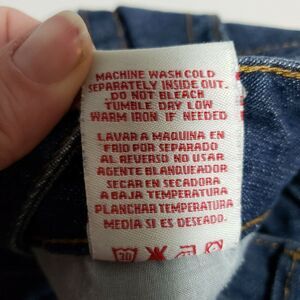 MACHINE WASH COLD
SEPARATELY INSIDE OUT.
DO NOT BLEACH
TUMBLE DRY LOW
WARM IRON IF NEEDED
LAVAR A MAQUINA EN
FRIO POR SEPARADO
AL REVERSO NO USAR
AGENTE BLANQUEADOR
SECAR EN SECADORA
A BAJA TEMPERATURA
PLANCHAR TEMPERATURA
MEDIA SI ES DESEADO.
30